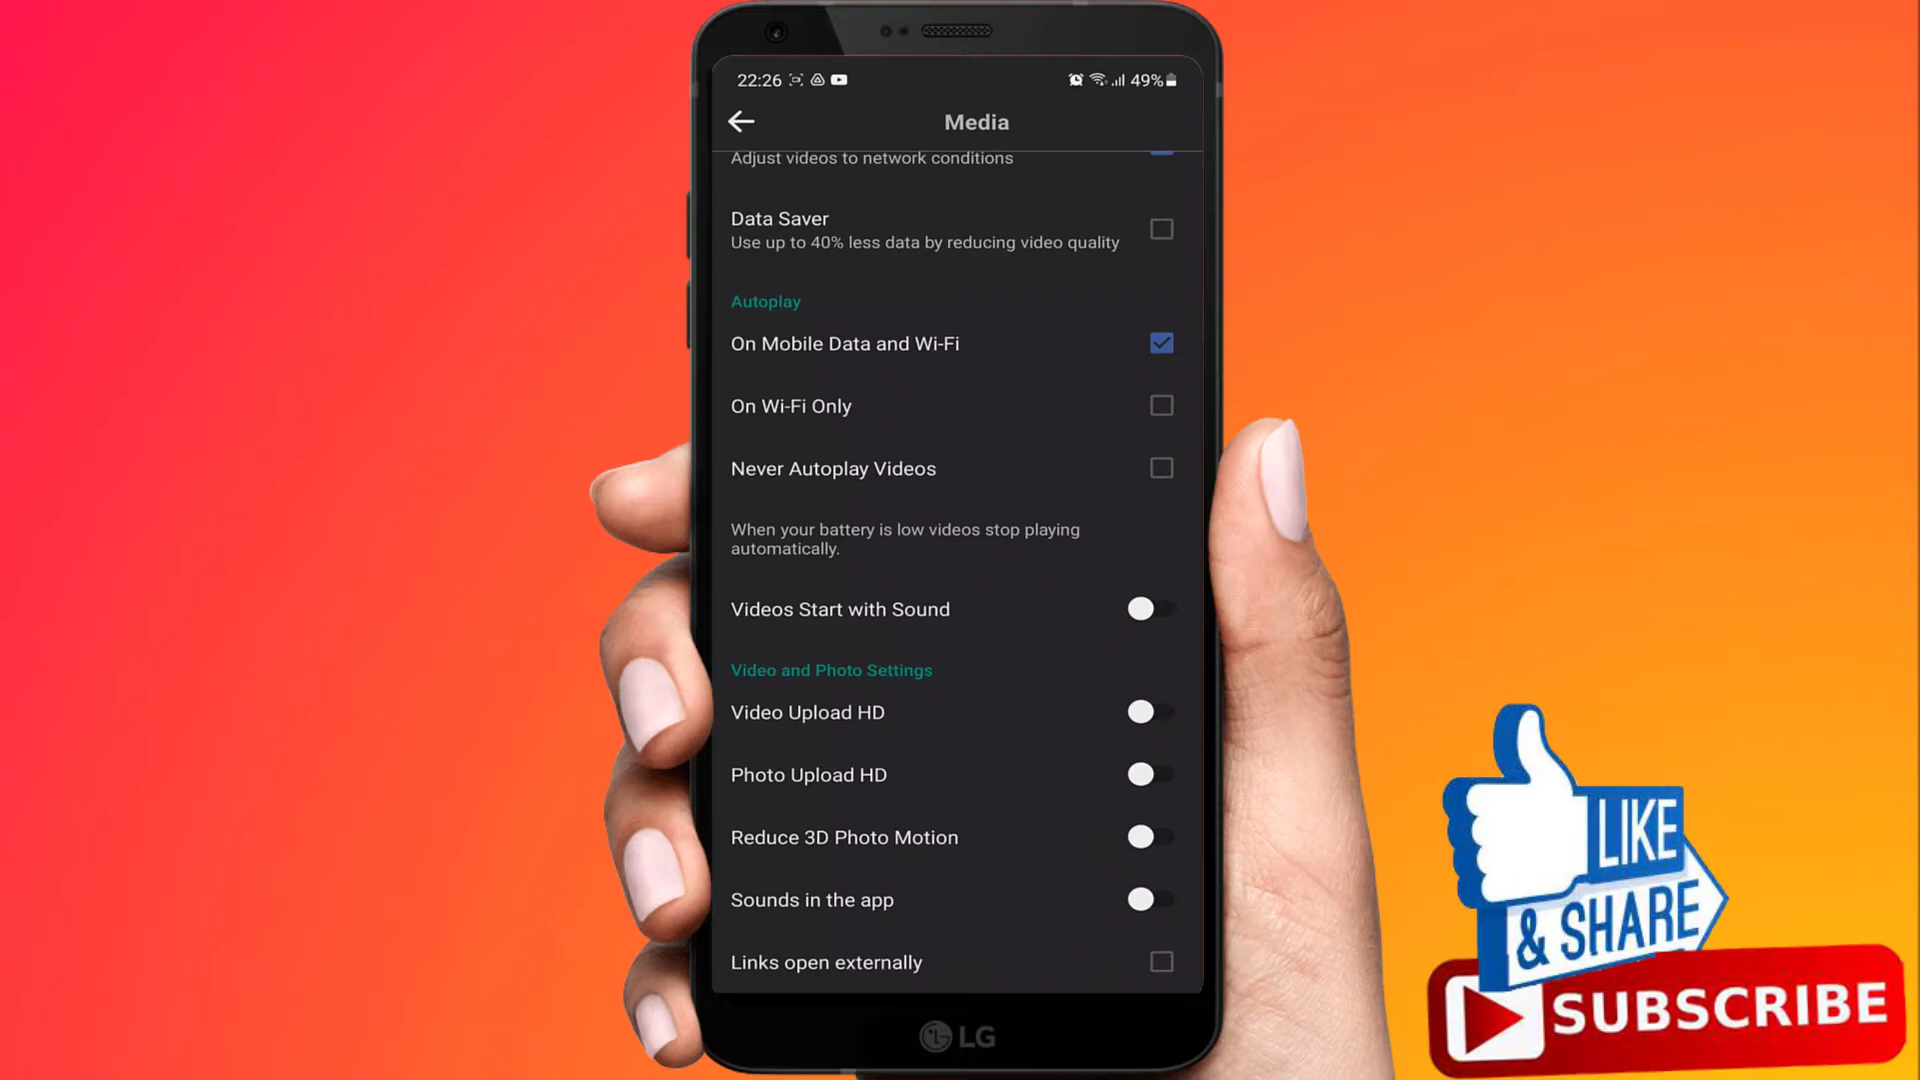 22:26
49%
Media
Adjust videos to network conditions
Data Saver
Use up to 40% less data by reducing video quality
Autoplay
On Mobile Data and Wi-Fi
On Wi-Fi Only
Never Autoplay Videos
When your battery is low videos stop playing
automatically.
Videos Start with Sound
Video and Photo Settings
Video Upload HD
Photo Upload HD
Reduce 3D Photo Motion
Sounds in the app
Links open externally
LG
LIKE
& SHARE
SUBSCRIBE